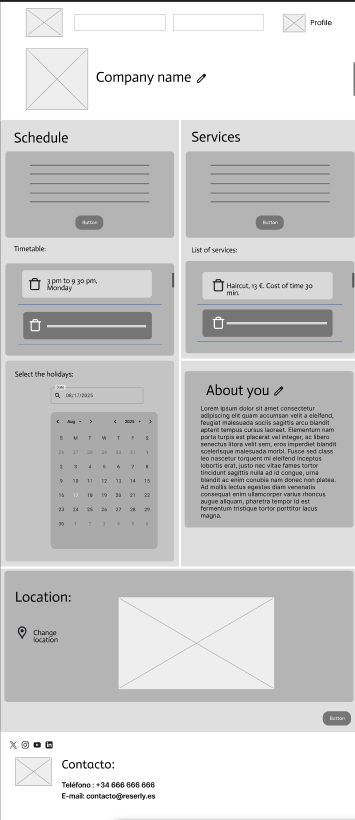 Profile
Company name
Schedule
Services
Button
Button
Timetable:
List of services:
3 pm to 9 30 pm,
Monday
Haircut, 13 €. Cost of time 30
min.
Select the holidays:
Date
08/17/2025
Aug
2025
S M T W T F S
26 27 28 29 30 31 1
2 3 4 5 6 7 8
9 10 11 12 13 14 15
16 17 18 19 20 21 22
23 24 25 26 27 28 29
30 1 2 3 4 5 6
About you
Lorem ipsum dolor sit amet consectetur
adipiscing elit quam accumsan a velit,
feugiat malesuada sociis sagittis arcu blandit
aptent tempus cursus laoreet. Elementum nam
porta turpis est placerat vel integer, ac libero
senectus litora tellus vitae diam, enim blandit
scelerisque malesuada morbi. Fusce sed class
leo nascetur torquent mi eleifend inceptos
lobortis erat, justo nec vitae fames tortor
tincidunt sagittis nulla ad id congue, urna
blandit ac enim conubia nam donec non platea.
Ad mollis lectus egestas diam venenatis
consequat enim ullamcorper varius rhoncus
augue aliquam, pharetra tempus est id
fermentum tristique tortor porttitor lacus
magna.
Location:
Change
location
Button
Contacto:
Teléfono : +34 666 666 666
E-mail: contacto@reserly.es